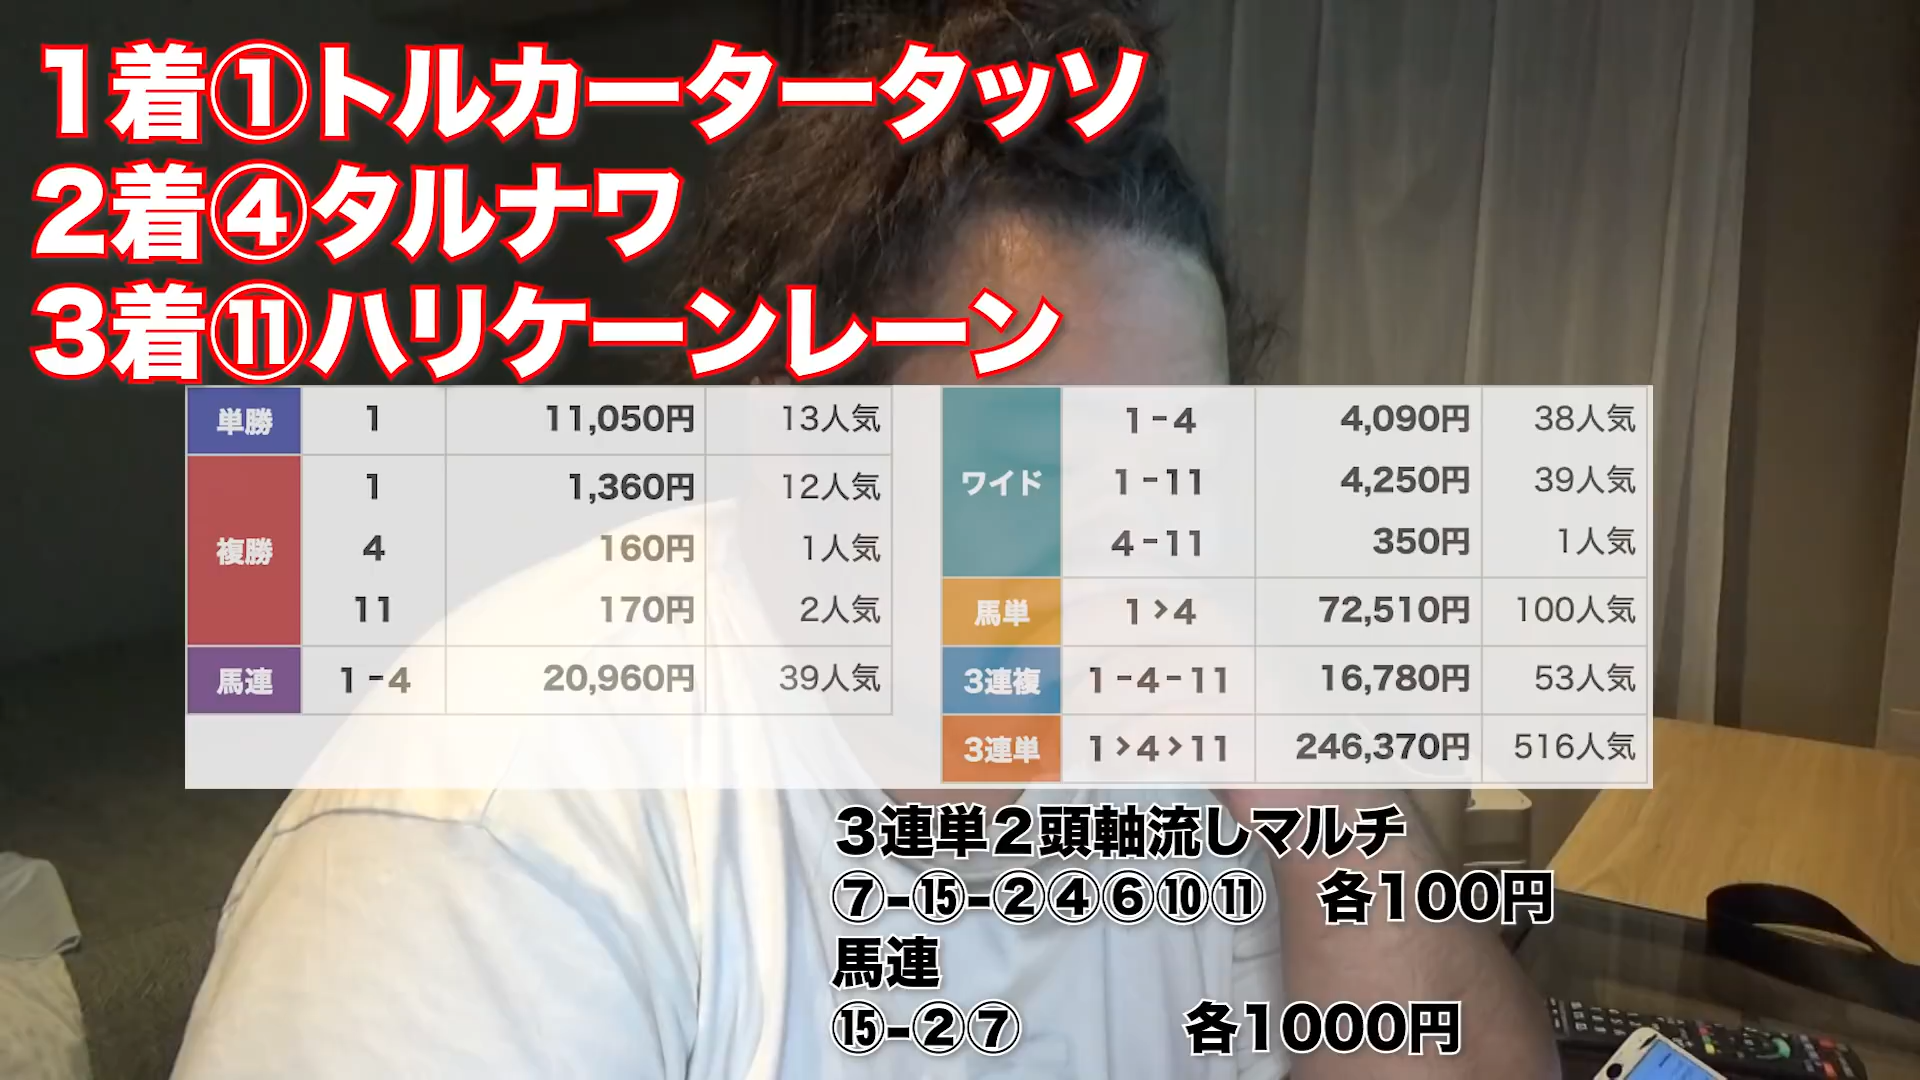 1着①トルカータータッソ
2着④タルナワ
3着⑪ハリケーンレーン
単勝 1 11,050円 13人気
複勝 1 1,360円 12人気
4 160円 1人気
11 170円 2人気
馬連 1-4 20,960円 39人気
ワイド 1-4 4,090円 38人気
1-11 4,250円 39人気
4-11 350円 1人気
馬単 1>4 72,510円 100人気
3連複 1-4-11 16,780円 53人気
3連単 1>4>11 246,370円 516人気
3連単2頭軸流しマルチ
⑦-⑮-②④⑥⑩⑪ 各100円
馬連
⑮-②⑦ 各1000円